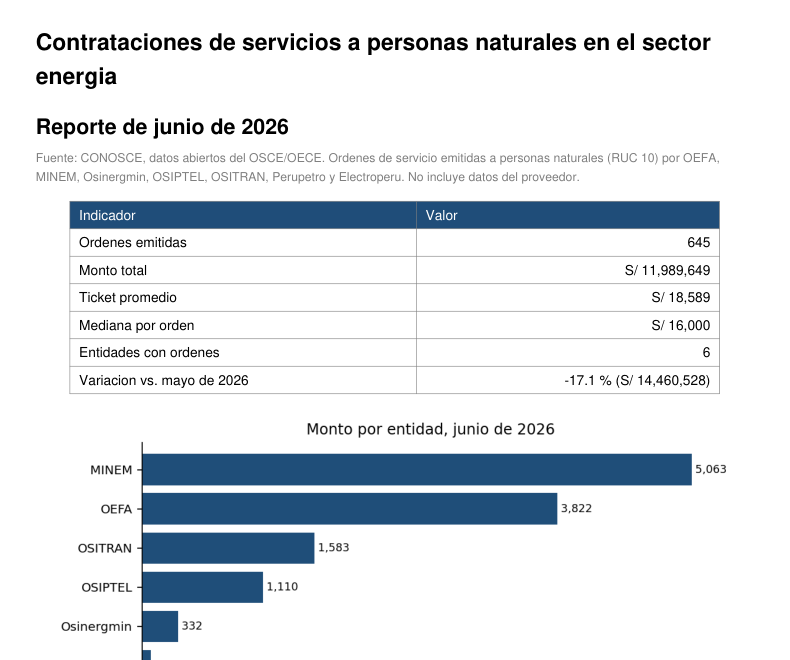 Contrataciones de servicios a personas naturales en el sector
energia
Reporte de junio de 2026
Fuente: CONOSCE, datos abiertos del OSCE/OECE. Ordenes de servicio emitidas a personas naturales (RUC 10) por OEFA,
MINEM, Osinergmin, OSIPTEL, OSITRAN, Perupetro y Electroperu. No incluye datos del proveedor.
Indicador Valor
Ordenes emitidas 645
Monto total S/ 11,989,649
Ticket promedio S/ 18,589
Mediana por orden S/ 16,000
Entidades con ordenes 6
Variacion vs. mayo de 2026 -17.1 % (S/ 14,460,528)
Monto por entidad, junio de 2026
MINEM 5,063
OEFA 3,822
OSITRAN 1,583
OSIPTEL 1,110
Osinergmin 332